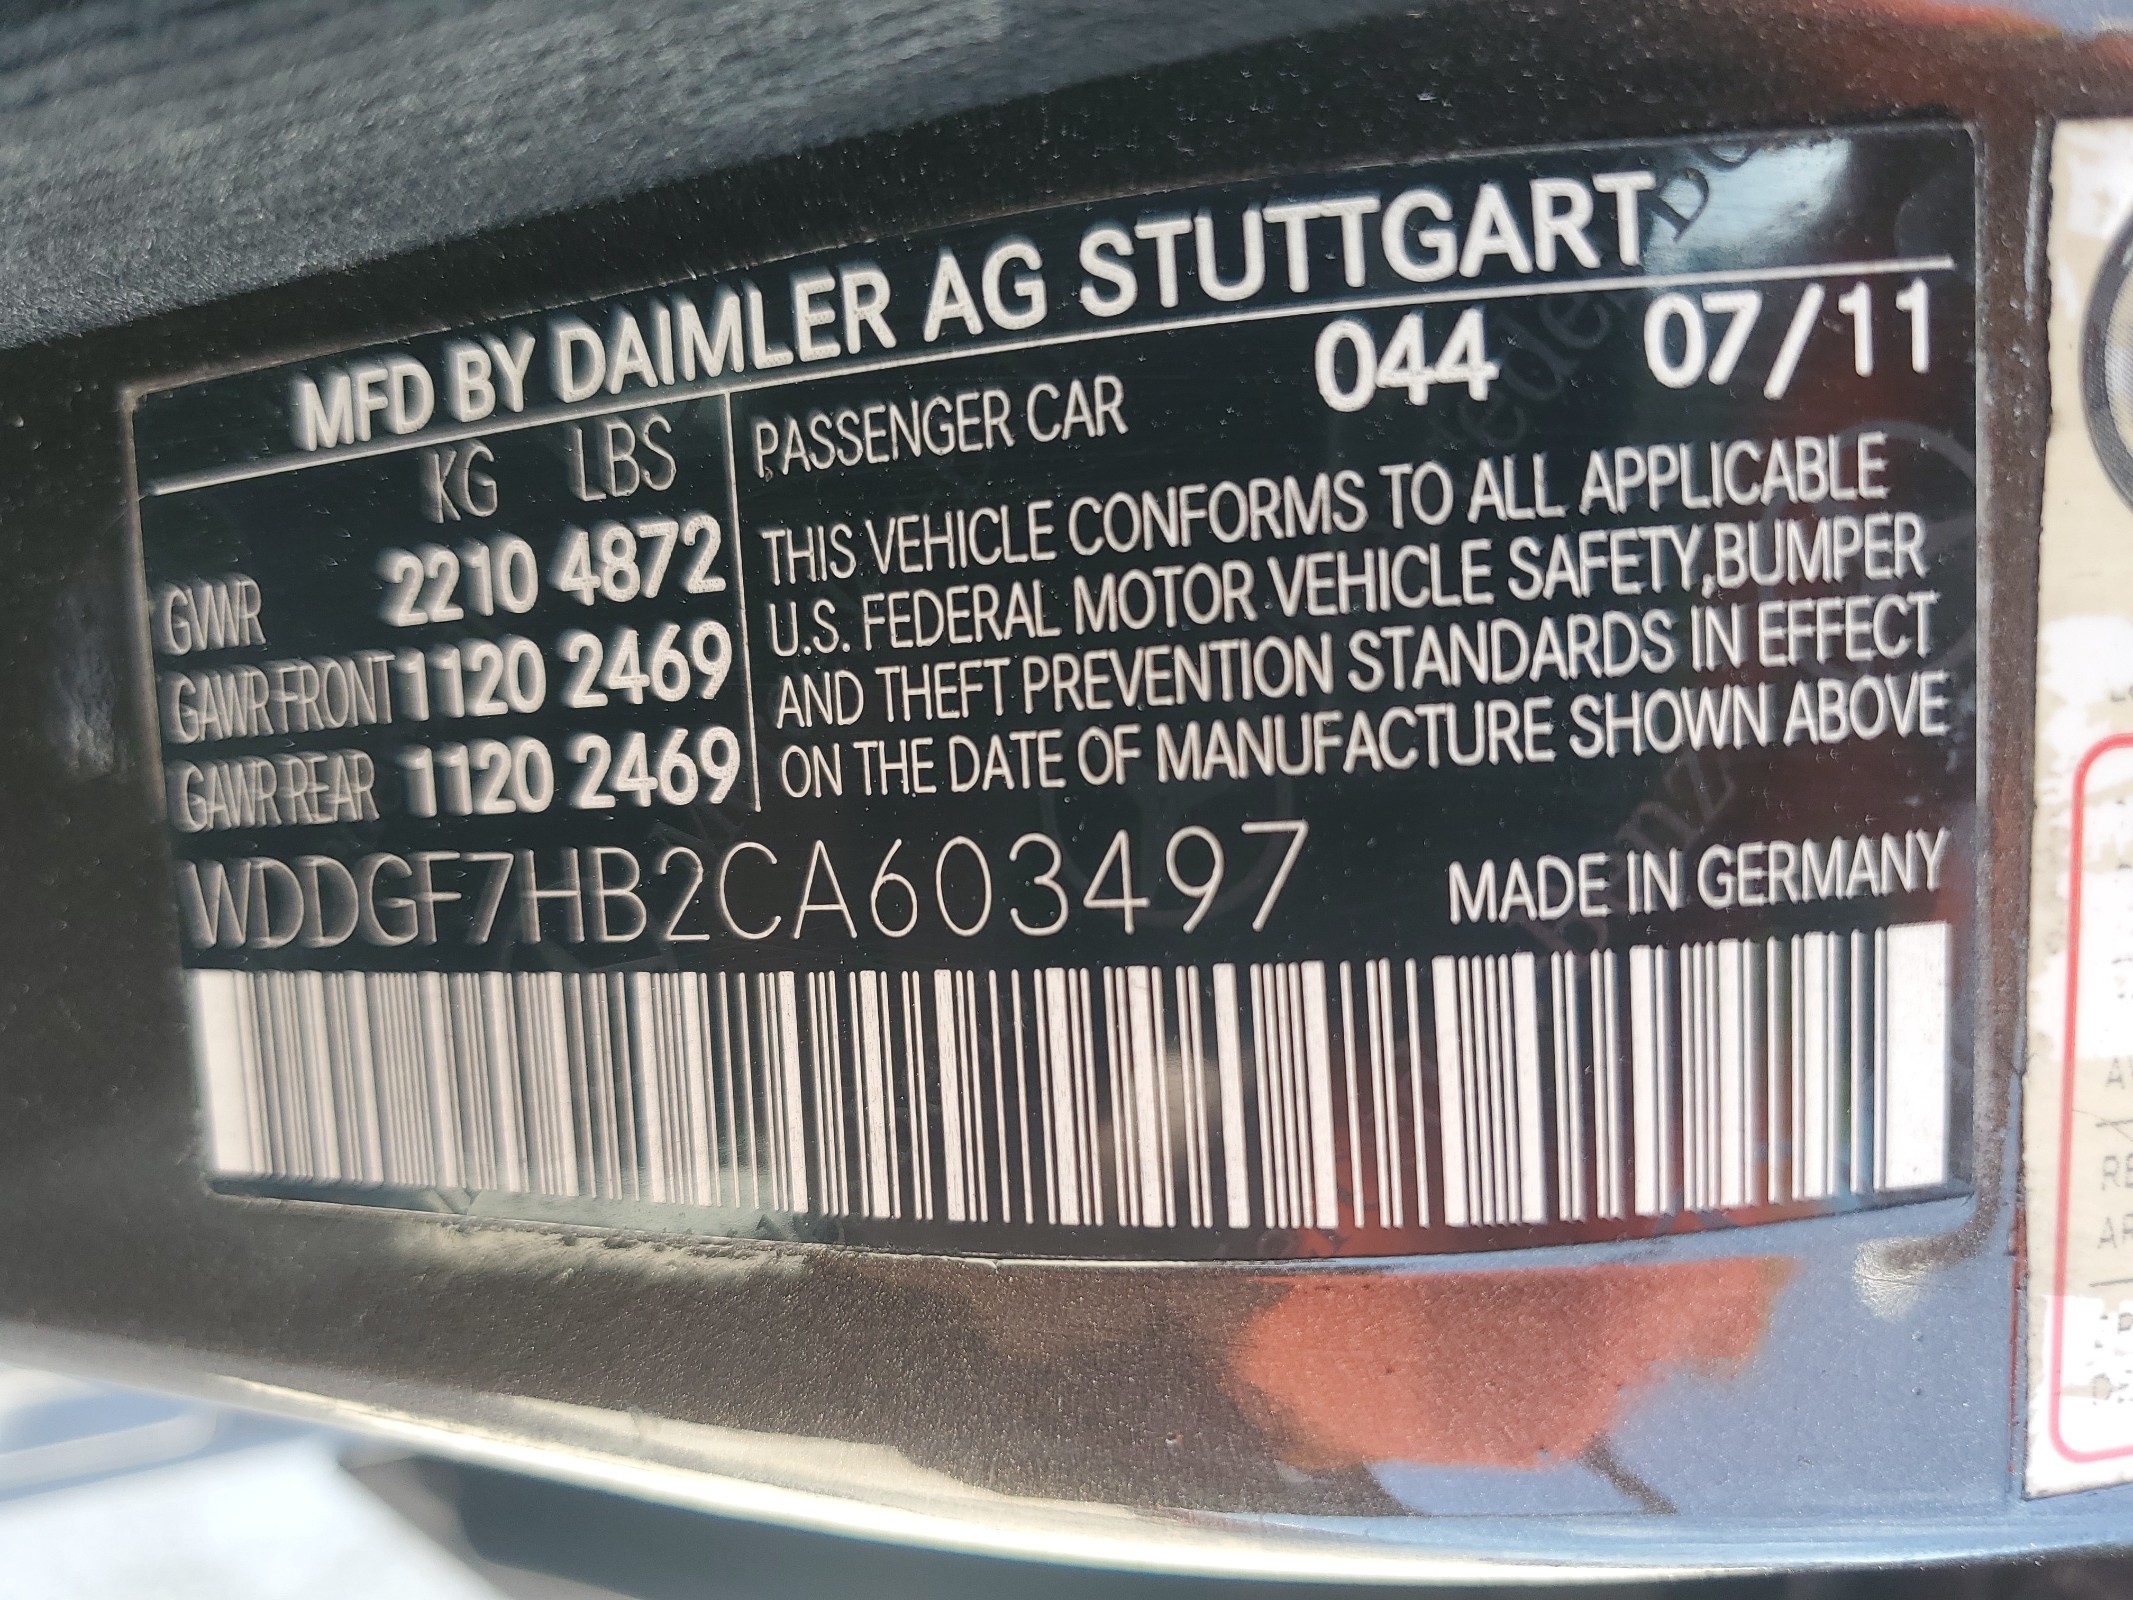 MFD BY DAIMLER AG STUTTGART
KG LBS
GVWR 2210 4872
GAWR FRONT 1120 2469
GAWR REAR 1120 2469
PASSENGER CAR 044 07/11
THIS VEHICLE CONFORMS TO ALL APPLICABLE
U.S. FEDERAL MOTOR VEHICLE SAFETY,BUMPER
AND THEFT PREVENTION STANDARDS IN EFFECT
ON THE DATE OF MANUFACTURE SHOWN ABOVE
WDDGF7HB2CA603497 MADE IN GERMANY